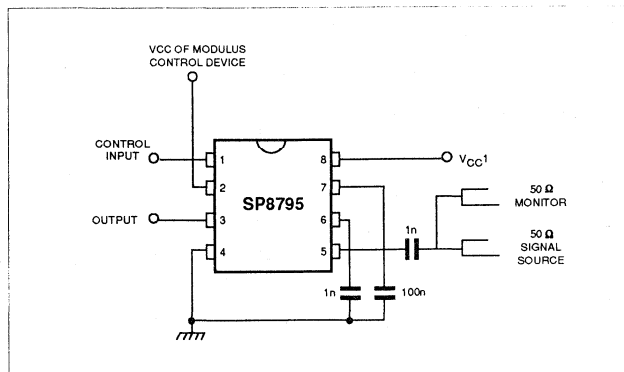 VCC OF MODULUS
CONTROL DEVICE
CONTROL
INPUT
1
8
VCC1
2
7
50 Ω
MONITOR
SP8795
OUTPUT
3
6
1n
50 Ω
SIGNAL
SOURCE
4
5
1n
100n